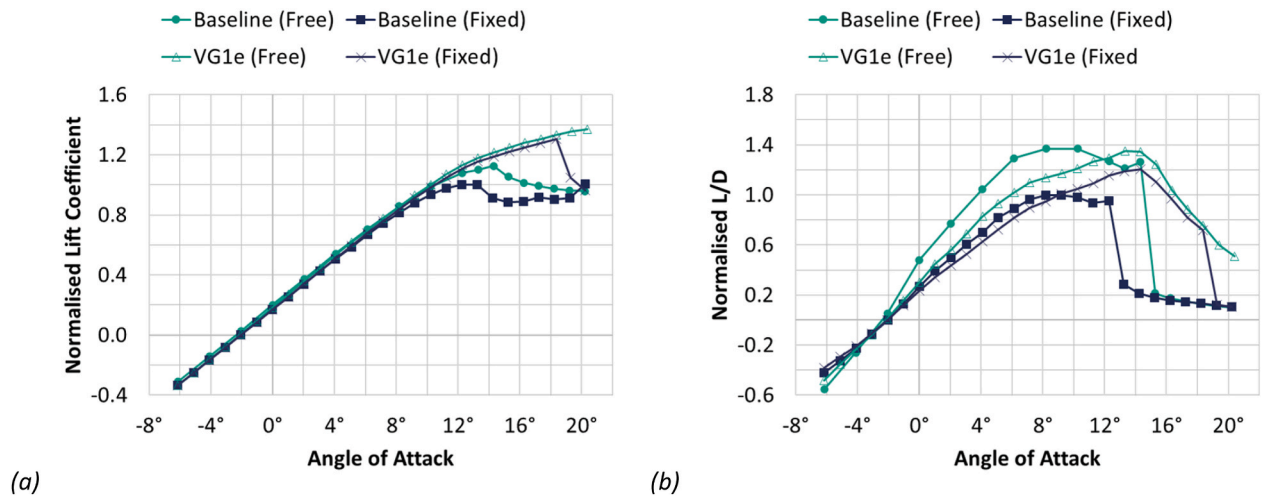 Baseline (Free) Baseline (Fixed)
VG1e (Free) VG1e (Fixed)
1.6
1.2
0.8
0.4
0.0
-0.4
Normalised Lift Coefficient
-8° -4° 0° 4° 8° 12° 16° 20°
Angle of Attack
(a)
Baseline (Free) Baseline (Fixed)
VG1e (Free) VG1e (Fixed
1.8
1.4
1.0
0.6
0.2
-0.2
-0.6
Normalised L/D
-8° -4° 0° 4° 8° 12° 16° 20°
Angle of Attack
(b)